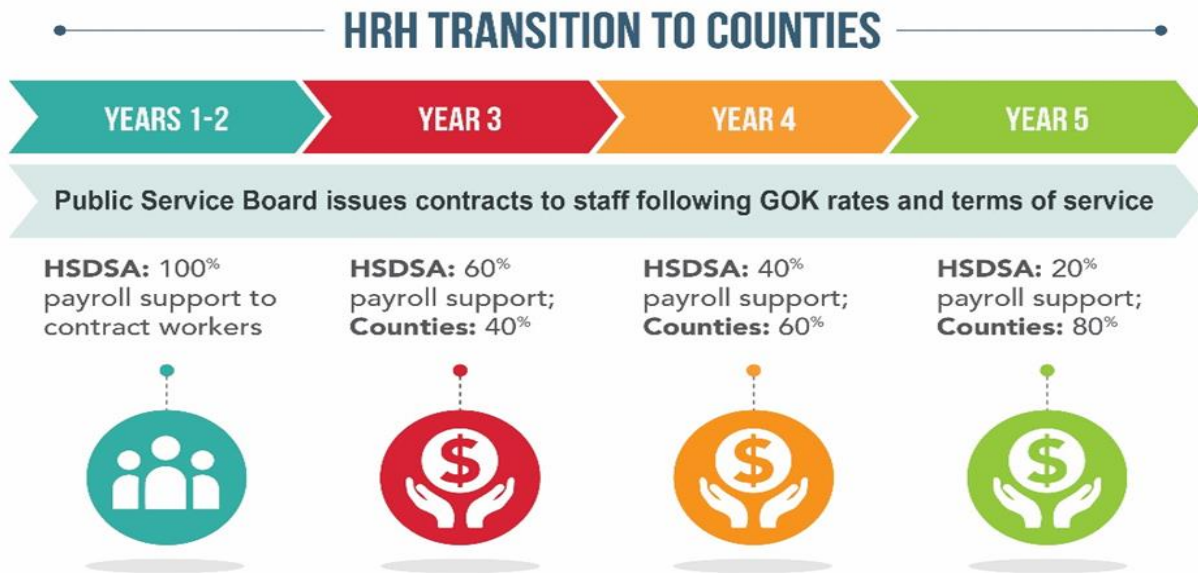 HRH TRANSITION TO COUNTIES
YEARS 1-2
YEAR 3
YEAR 4
YEAR 5
Public Service Board issues contracts to staff following GOK rates and terms of service
HSDSA: 100%
payroll support to
contract workers
HSDSA: 60%
payroll support;
Counties: 40%
HSDSA: 40%
payroll support;
Counties: 60%
HSDSA: 20%
payroll support;
Counties: 80%
$
$
$